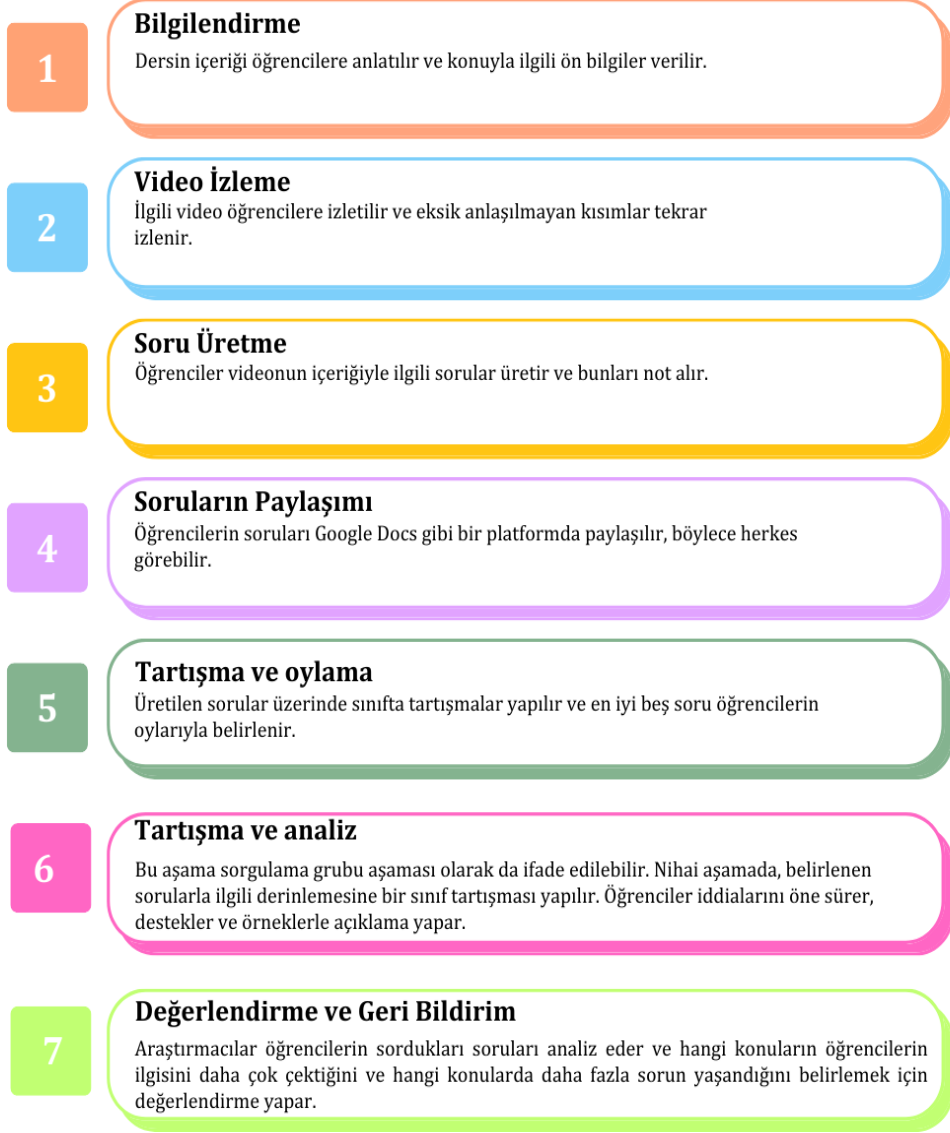 1
Bilgilendirme
Dersin içeriği öğrencilere anlatılır ve konuyla ilgili ön bilgiler verilir.
2
Video İzleme
İlgili video öğrencilere izletilir ve eksik anlaşılmayan kısımlar tekrar
izlenir.
3
Soru Üretme
Öğrenciler videonun içeriğiyle ilgili sorular üretir ve bunları not alır.
4
Soruların Paylaşımı
Öğrencilerin soruları Google Docs gibi bir platformda paylaşılır, böylece herkes
görebilir.
5
Tartışma ve oylama
Üretilen sorular üzerinde sınıfta tartışmalar yapılır ve en iyi beş soru öğrencilerin
oylarıyla belirlenir.
6
Tartışma ve analiz
Bu aşama sorgulama grubu aşaması olarak da ifade edilebilir. Nihai aşamada, belirlenen
sorularla ilgili derinlemesine bir sınıf tartışması yapılır. Öğrenciler iddialarını öne sürer,
destekler ve örneklerle açıklama yapar.
7
Değerlendirme ve Geri Bildirim
Araştırmacılar öğrencilerin sordukları soruları analiz eder ve hangi konuların öğrencilerin
ilgisini daha çok çektiğini ve hangi konularda daha fazla sorun yaşandığını belirlemek için
değerlendirme yapar.